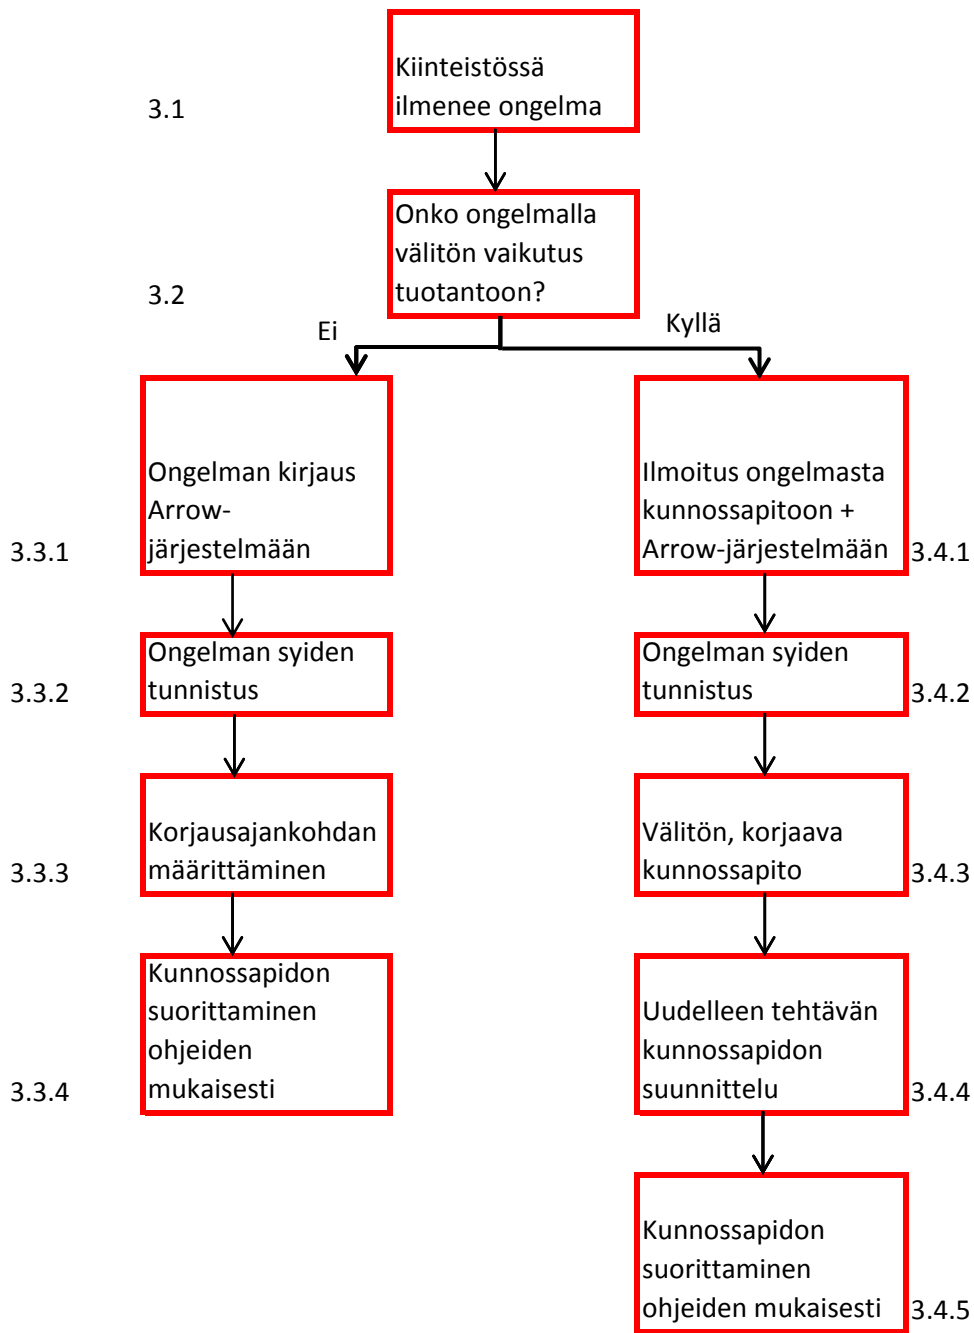 Kiinteistössä
ilmenee ongelma
3.1
Onko ongelmalla
välitön vaikutus
tuotantoon?
3.2
Ei
Kyllä
Ongelman kirjaus
Arrow-
järjestelmään
3.3.1
Ilmoitus ongelmasta
kunnossapitoon +
Arrow-järjestelmään
3.4.1
Ongelman syiden
tunnistus
3.3.2
Ongelman syiden
tunnistus
3.4.2
Korjausajankohdan
määrittäminen
3.3.3
Välitön, korjaava
kunnossapito
3.4.3
Kunnossapidon
suorittaminen
ohjeiden
mukaisesti
3.3.4
Uudelleen tehtävän
kunnossapidon
suunnittelu
3.4.4
Kunnossapidon
suorittaminen
ohjeiden mukaisesti
3.4.5